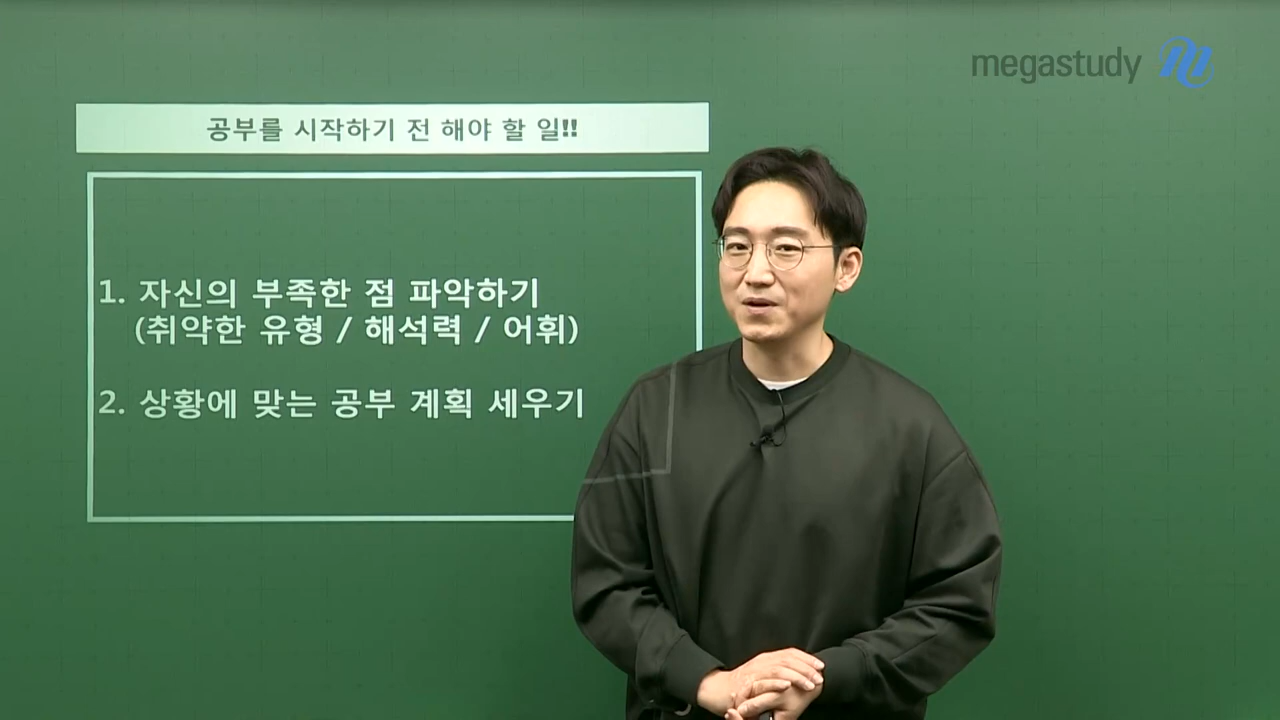 megastudy
공부를 시작하기 전 해야 할 일!!
1. 자신의 부족한 점 파악하기
(취약한 유형 / 해석력 / 어휘)
2. 상황에 맞는 공부 계획 세우기